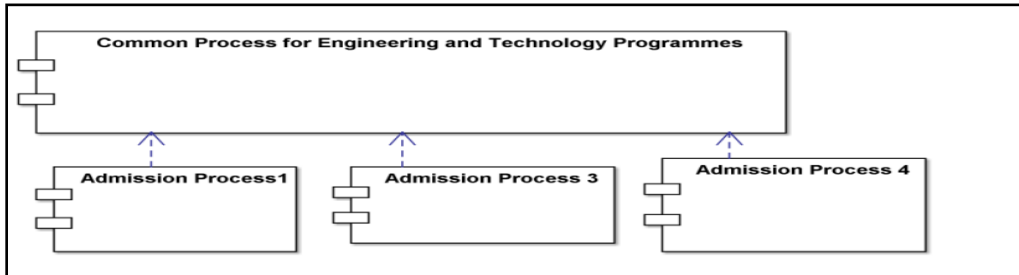 Common Process for Engineering and Technology Programmes
Admission Process1
Admission Process 3
Admission Process 4